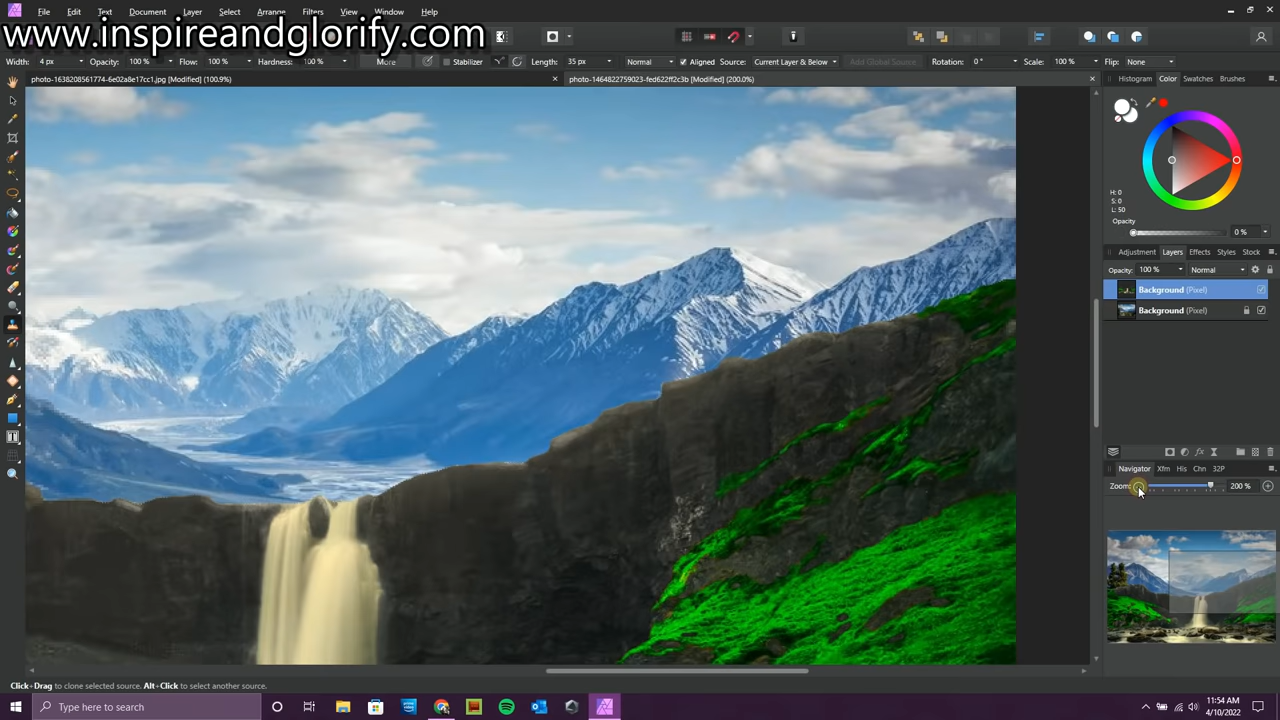 File Edit Text Document Layer Select Arrange Filters View Window Help
www.inspireandglorify.com
Width: 4 px Opacity: 100 % Flow: 100 % Hardness: 100 % More Stabilizer Length: 35 px Normal Aligned Source: Current Layer & Below Add Global Source Rotation: 0 ° Scale: 100 % Flip: None
photo-1638208561774-6e02a8e17cc1.jpg [Modified] (100.9%) photo-1464822759023-fed622ff2c3b [Modified] (200.0%)
Histogram Color Swatches Brushes
H: 0
S: 0
L: 50
Opacity
0 %
Adjustment Layers Effects Styles Stock
Opacity: 100 % Normal
Background (Pixel)
Background (Pixel)
Navigator Xfm His Chn 32P
Zoom: 200 %
Click+Drag to clone selected source. Alt+Click to select another source.
Type here to search
11:54 AM
4/10/2022